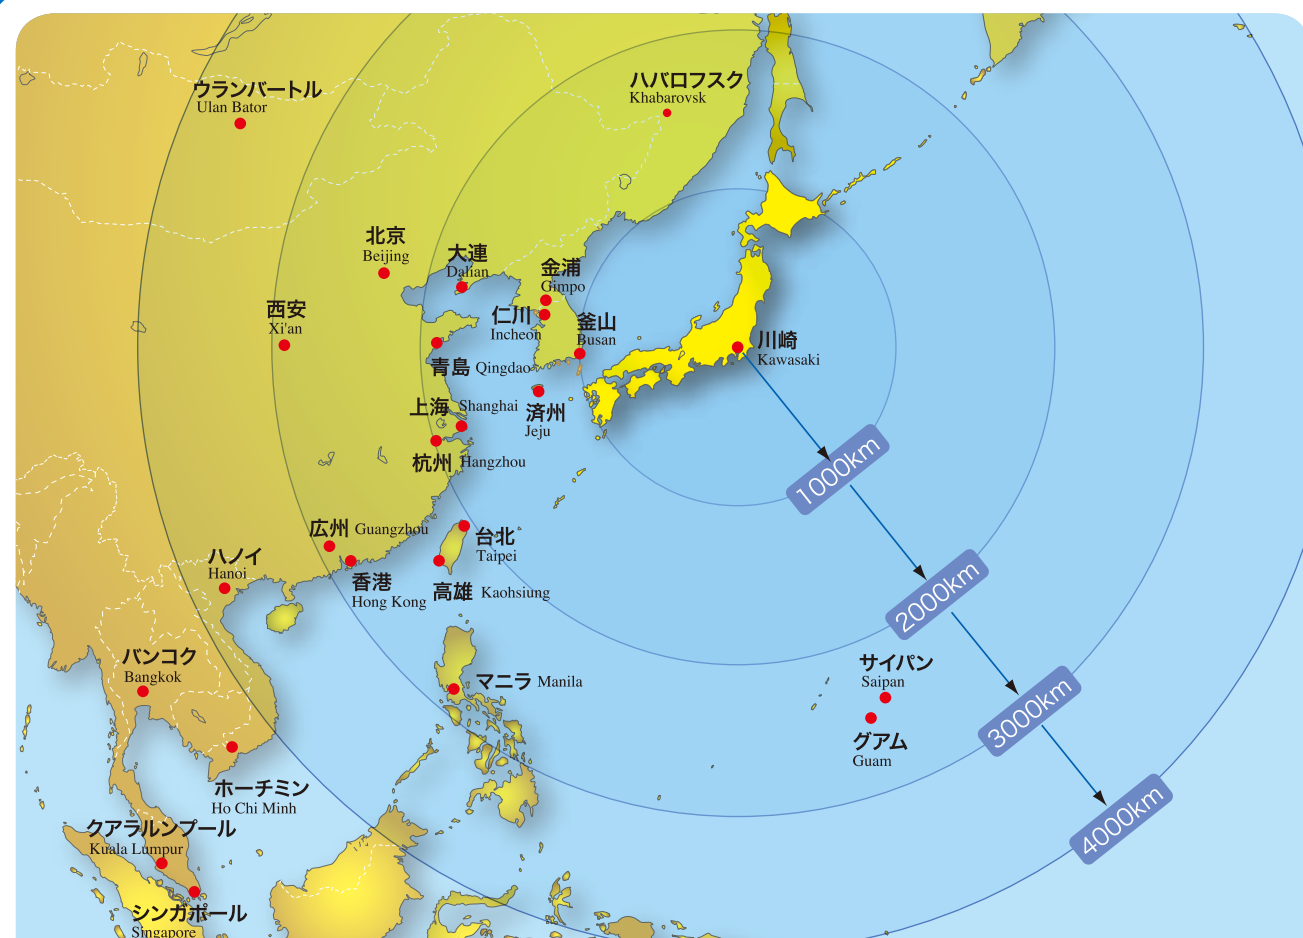 ウランバートル
Ulan Bator
ハバロフスク
Khabarovsk
北京
Beijing
大連
Dalian
金浦
Gimpo
西安
Xi'an
仁川
Incheon
釜山
Busan
川崎
Kawasaki
青島 Qingdao
上海 Shanghai
済州
Jeju
杭州 Hangzhou
1000km
広州 Guangzhou
台北
Taipei
ハノイ
Hanoi
香港
Hong Kong
高雄 Kaohsiung
2000km
バンコク
Bangkok
マニラ Manila
サイパン
Saipan
3000km
グアム
Guam
ホーチミン
Ho Chi Minh
4000km
クアラルンプール
Kuala Lumpur
シンガポール
Singapore